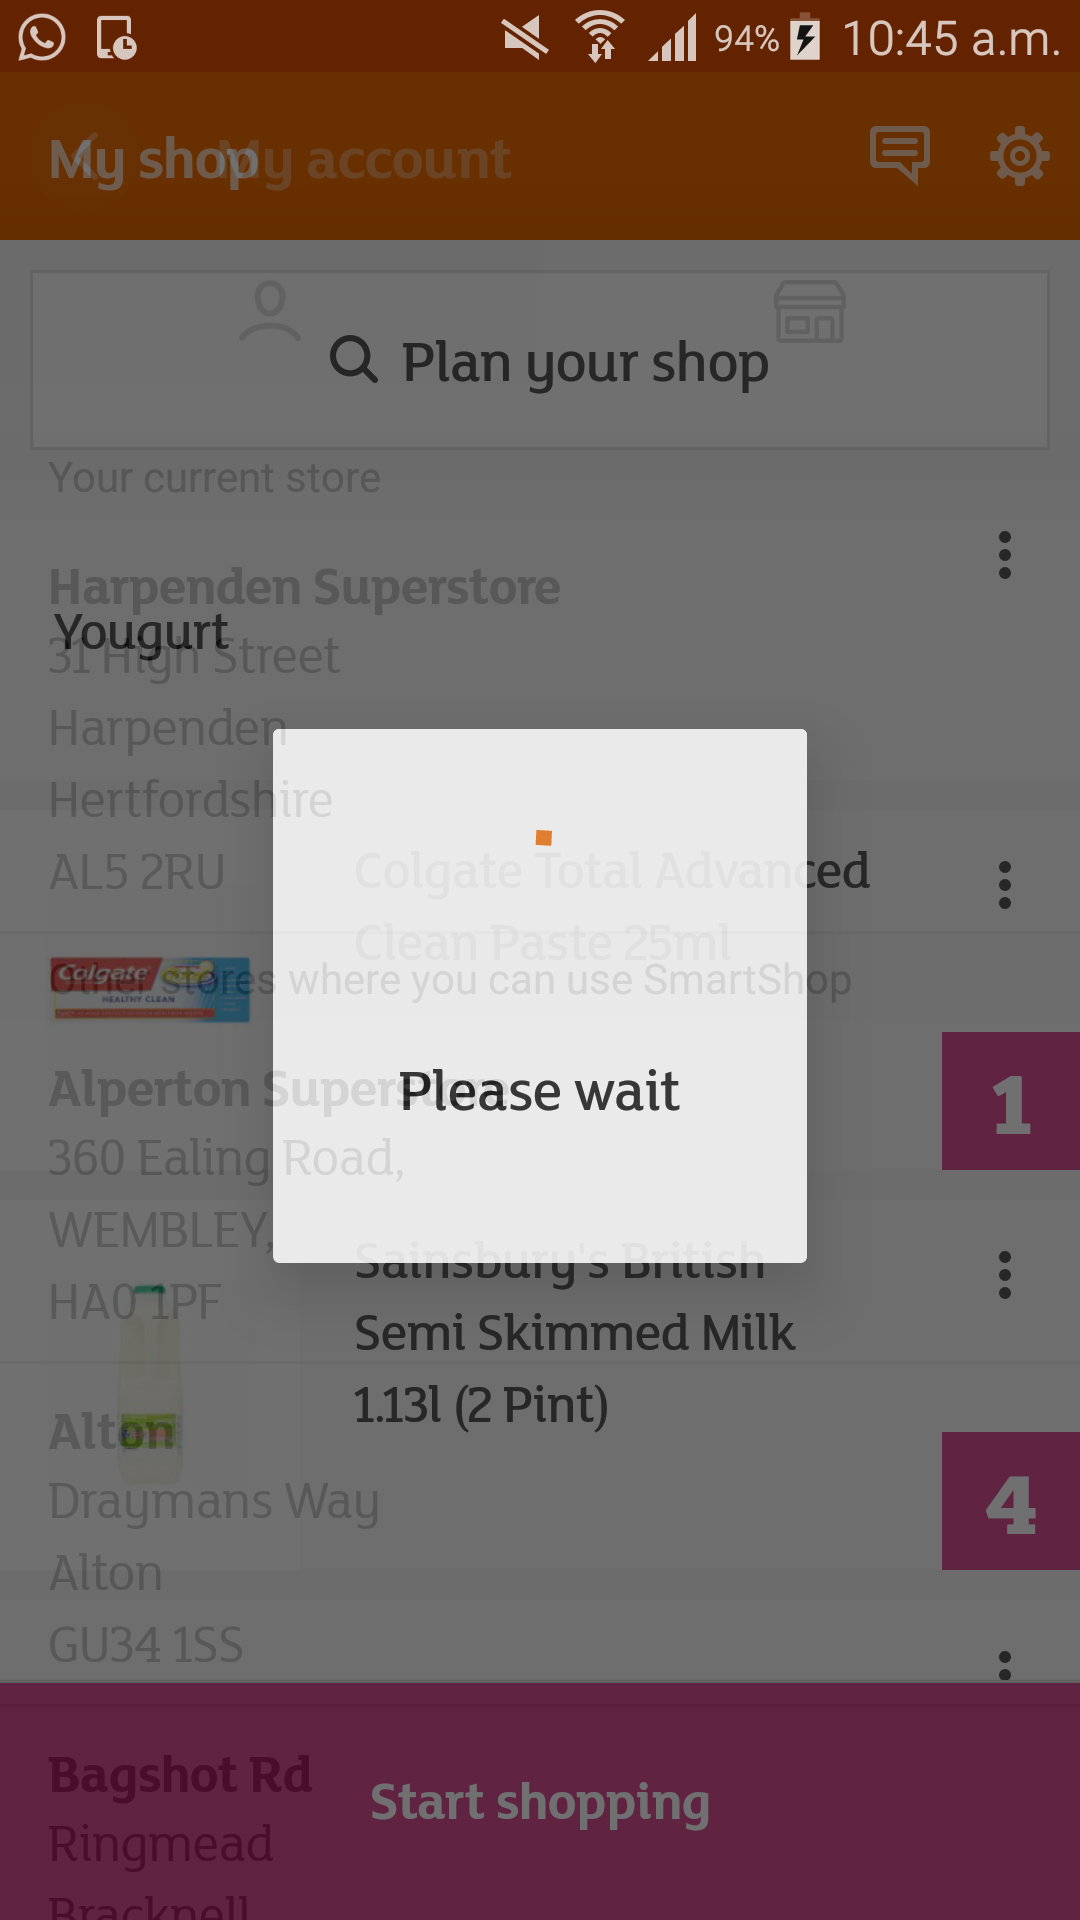 94% 10:45 a.m.
My shop
My account
Plan your shop
Your current store
Harpenden Superstore
Yougurt
31 High Street
Harpenden
Hertfordshire
AL5 2RU
Colgate Total Advanced
Clean Paste 25ml
Colgate
HEALTHY CLEAN
Other stores where you can use SmartShop
Alperton Superstore
Please wait
1
360 Ealing Road,
WEMBLEY,
HA0 1PF
Sainsbury's British
Semi Skimmed Milk
1.13l (2 Pint)
Alton
4
Draymans Way
Alton
GU34 1SS
Bagshot Rd
Start shopping
Ringmead
Bracknell